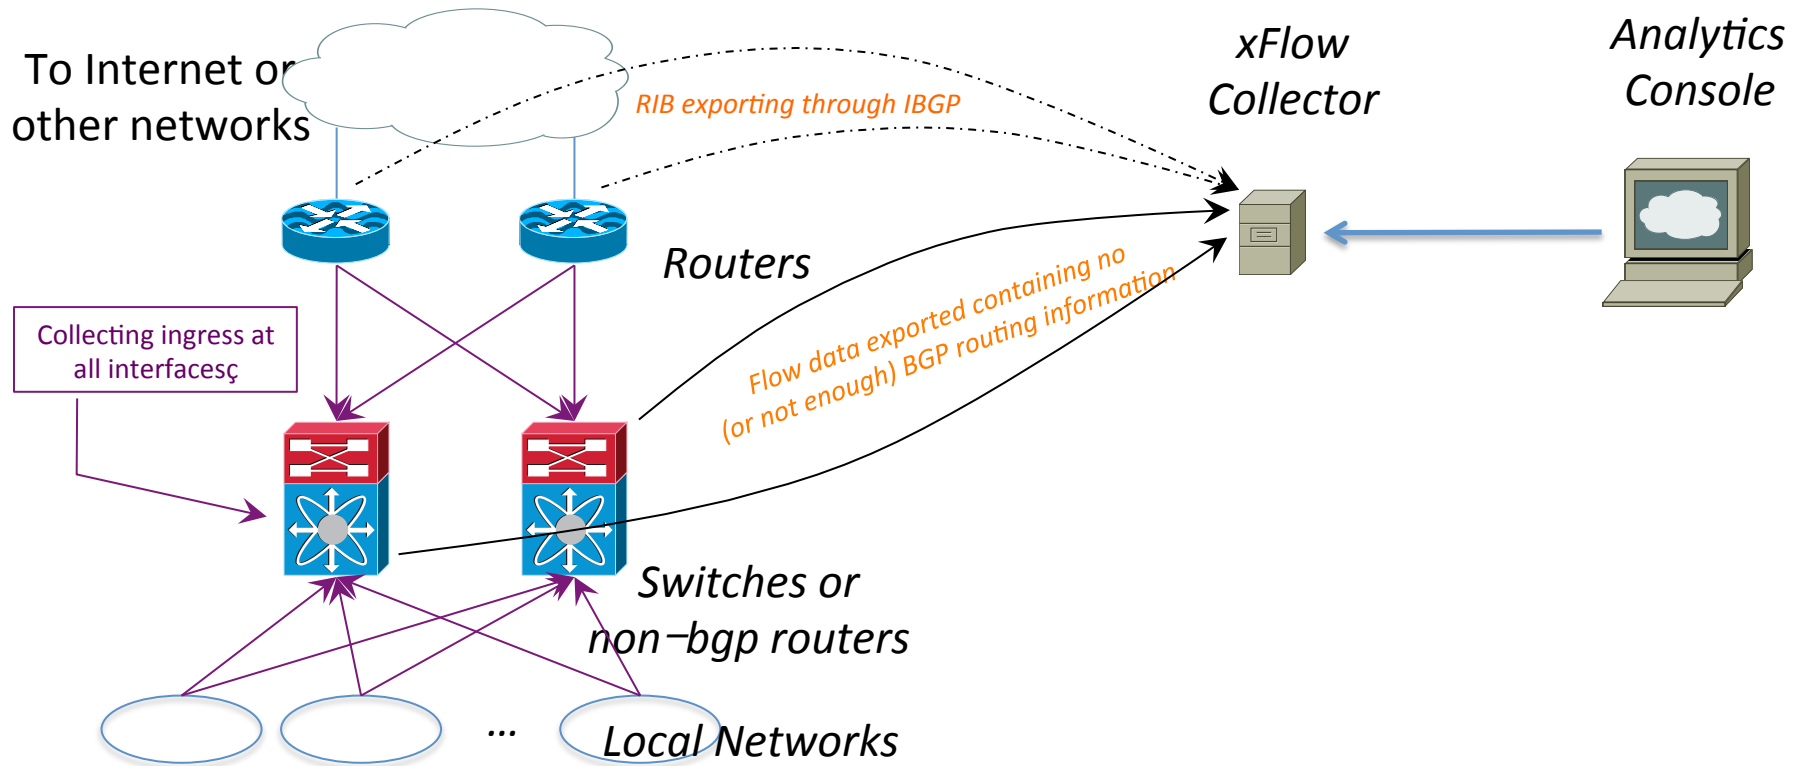 To Internet or
other networks
RIB exporting through IBGP
xFlow
Collector
Analytics
Console
Routers
Collecting ingress at
all interfacesç
Flow data exported containing no
(or not enough) BGP routing information
Switches or
non-bgp routers
...
Local Networks